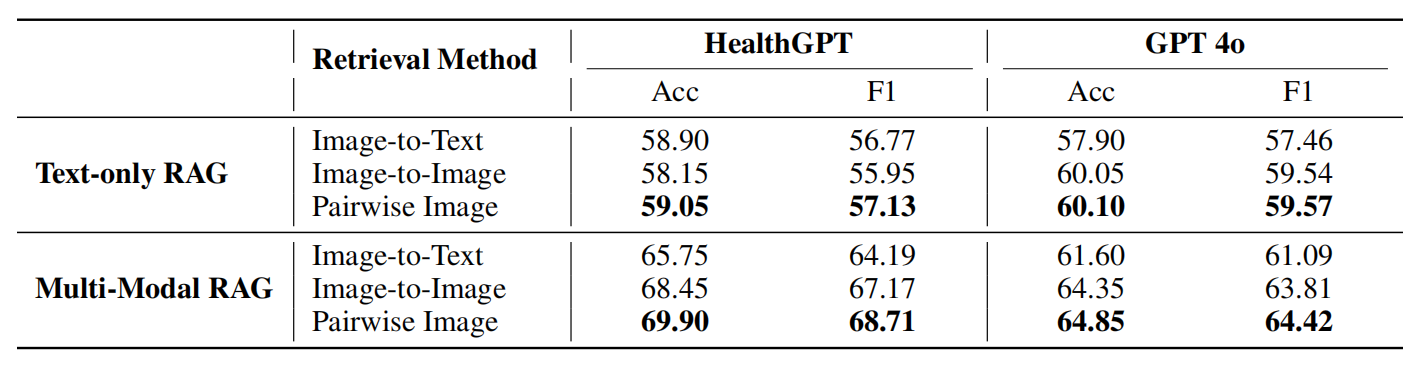 Retrieval Method HealthGPT GPT 4o
Acc F1 Acc F1
Text-only RAG
Image-to-Text 58.90 56.77 57.90 57.46
Image-to-Image 58.15 55.95 60.05 59.54
Pairwise Image 59.05 57.13 60.10 59.57
Multi-Modal RAG
Image-to-Text 65.75 64.19 61.60 61.09
Image-to-Image 68.45 67.17 64.35 63.81
Pairwise Image 69.90 68.71 64.85 64.42